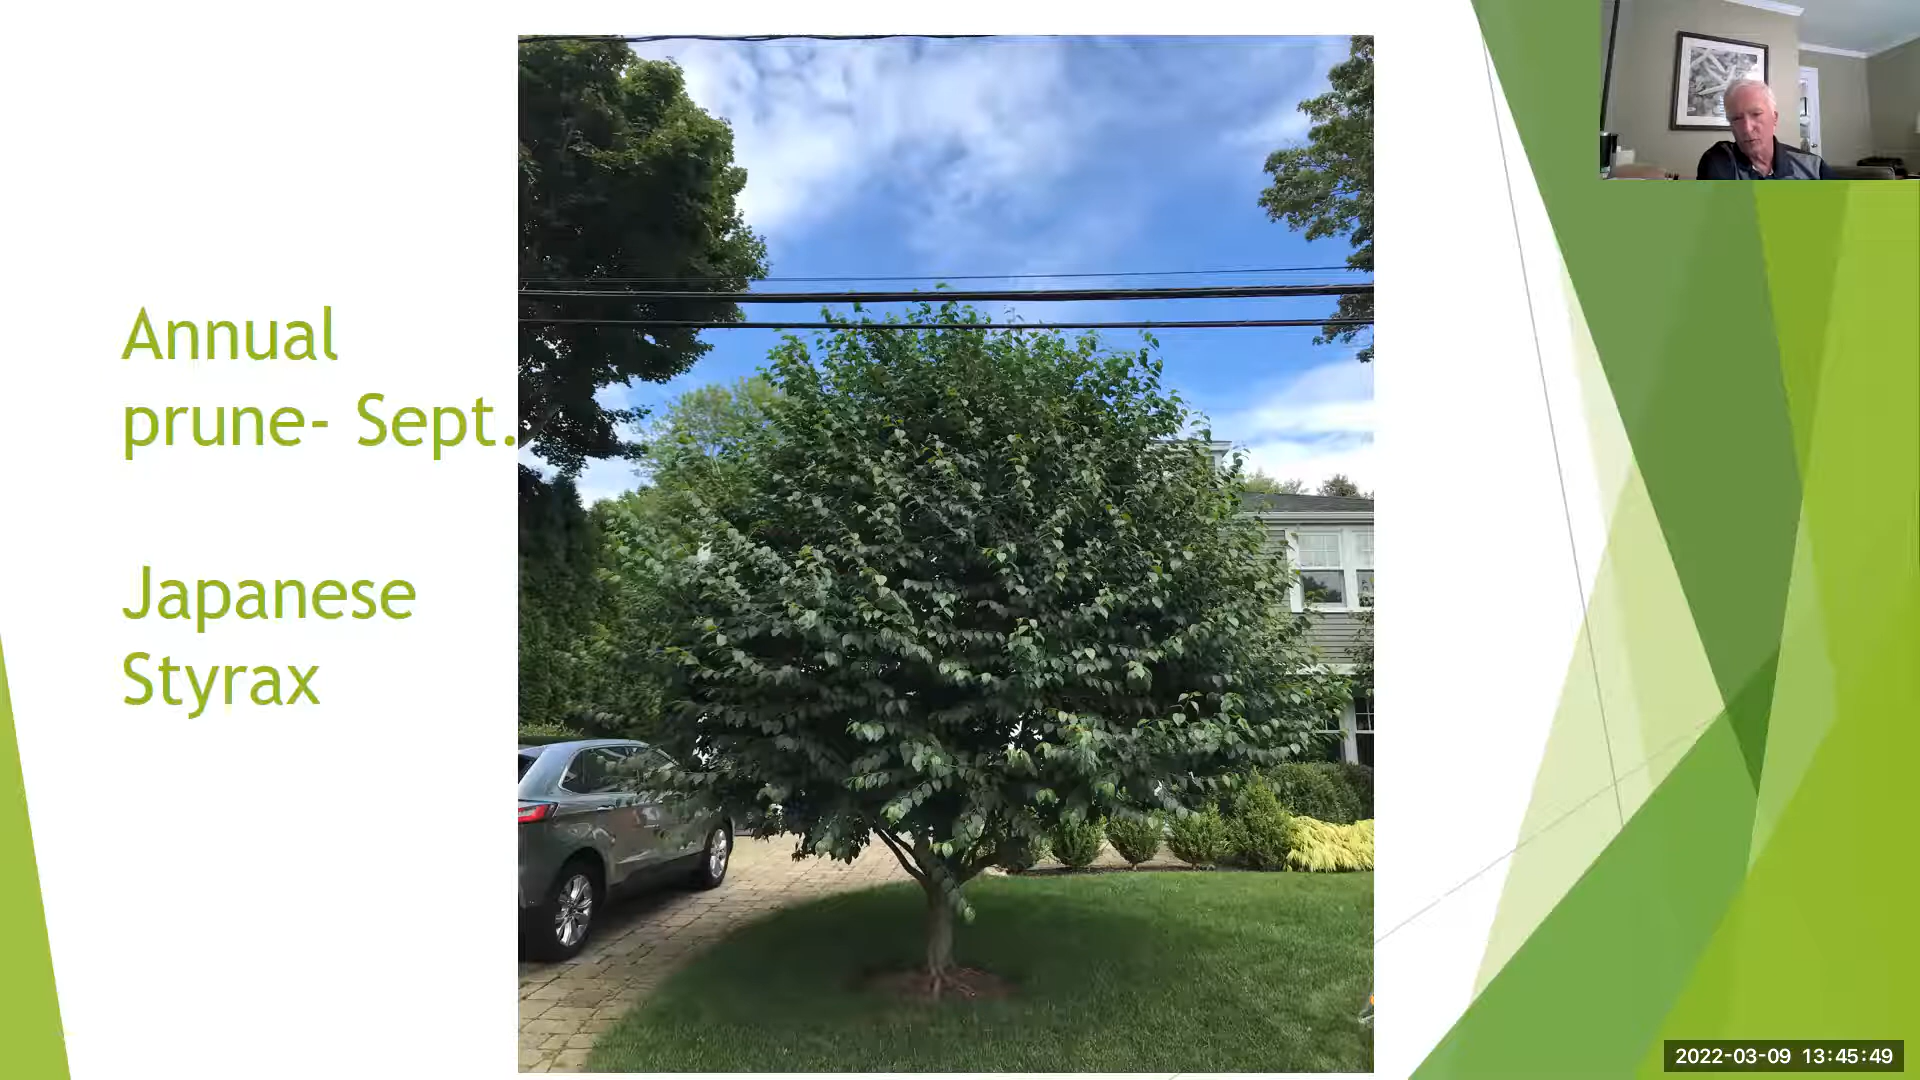 Annual
prune- Sept.
Japanese
Styrax
2022-03-09 13:45:49